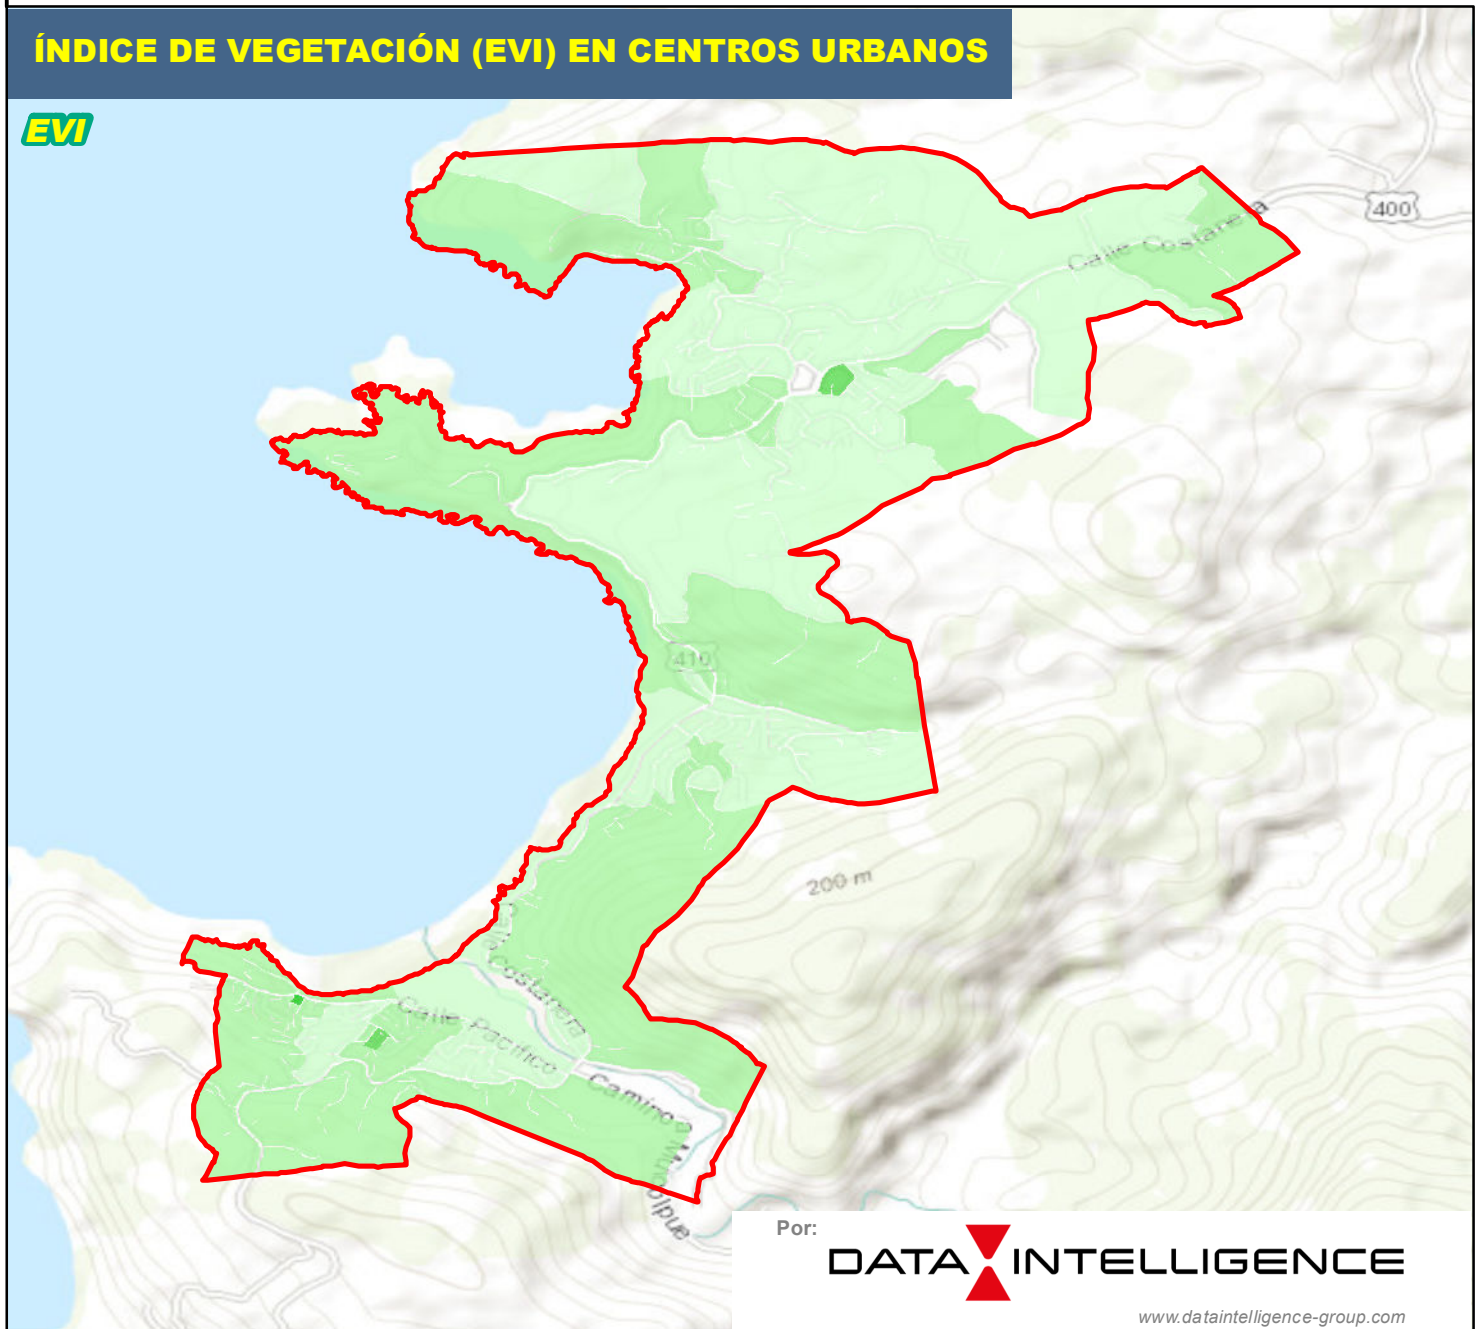 ÍNDICE DE VEGETACIÓN (EVI) EN CENTROS URBANOS
EVI
400
Calle Costanera
410
200 m
Calle Costanera
Calle Pacífico
Camino a
Por:
DATA INTELLIGENCE
www.dataintelligence-group.com